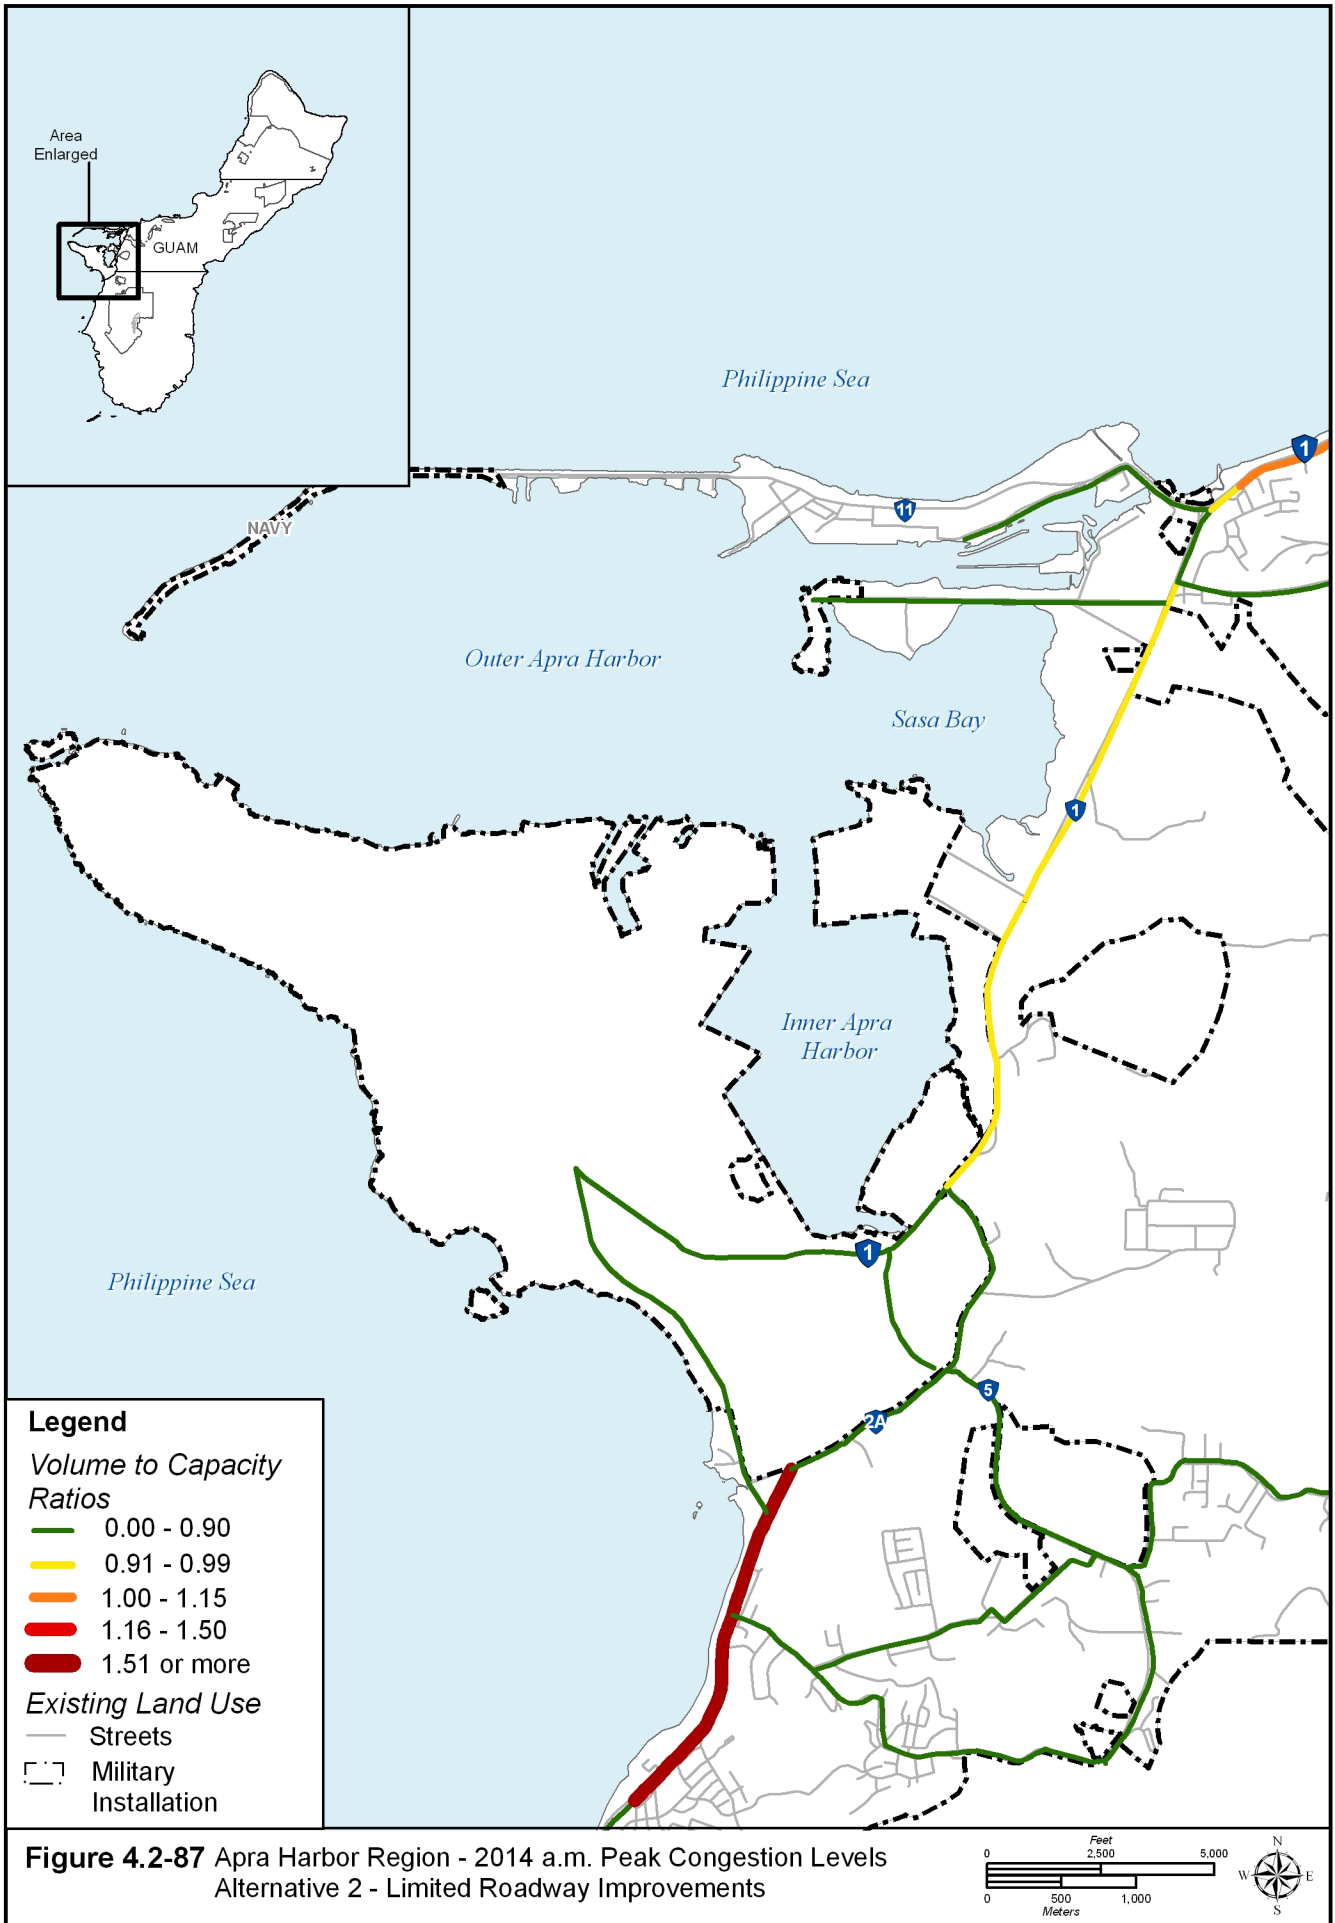 Area
Enlarged
GUAM
Philippine Sea
1
11
NAVY
Outer Apra Harbor
Sasa Bay
1
Inner Apra
Harbor
1
Philippine Sea
5
2A
Legend
Volume to Capacity
Ratios
0.00 - 0.90
0.91 - 0.99
1.00 - 1.15
1.16 - 1.50
1.51 or more
Existing Land Use
Streets
Military
Installation
Figure 4.2-87 Apra Harbor Region - 2014 a.m. Peak Congestion Levels
Alternative 2 - Limited Roadway Improvements
Feet
0 2,500 5,000
0 500 1,000
Meters
N
W E
S